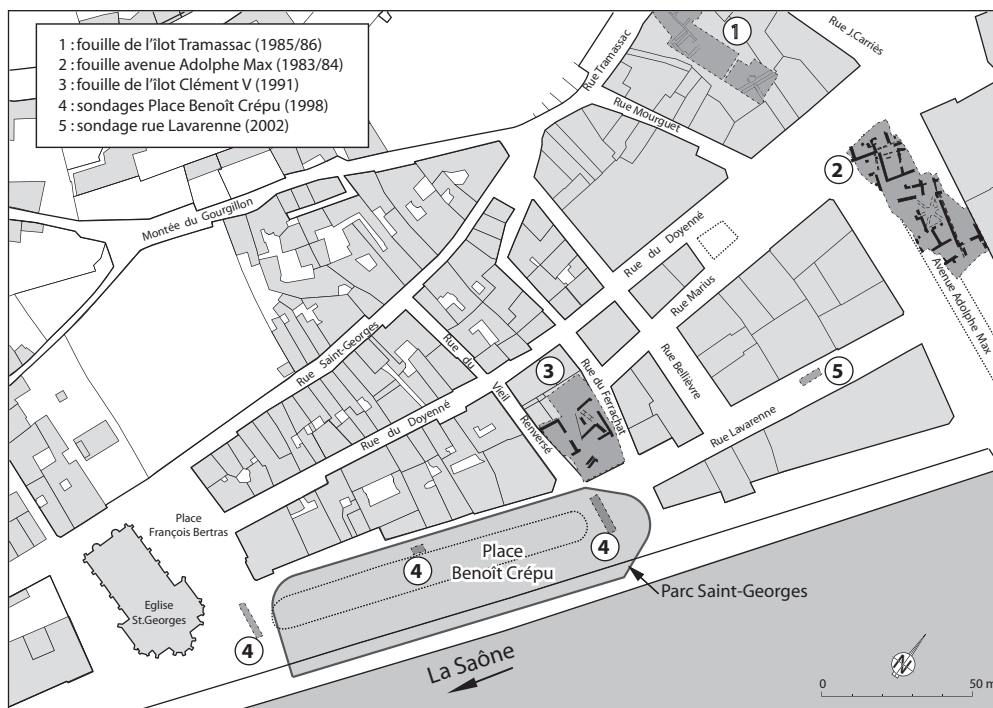 1 : fouille de l'îlot Tramassac (1985/86)
2 : fouille avenue Adolphe Max (1983/84)
3 : fouille de l'îlot Clément V (1991)
4 : sondages Place Benoît Crépu (1998)
5 : sondage rue Lavarenne (2002)
1
Rue J.Carriès
Rue Tramassac
Rue Mourguet
2
Montée du Gourgillon
Rue du Doyenné
Rue Marius
Avenue Adolphe Max
Rue Saint-Georges
Rue du
Vieil
Renversé
3
Rue du Ferrachat
Rue Bellièvre
5
Rue Lavarenne
Rue du Doyenné
Place
François Bertras
4
4
Place
Benoît Crépu
Parc Saint-Georges
Eglise
St.Georges
4
La Saône
N
0
50 m